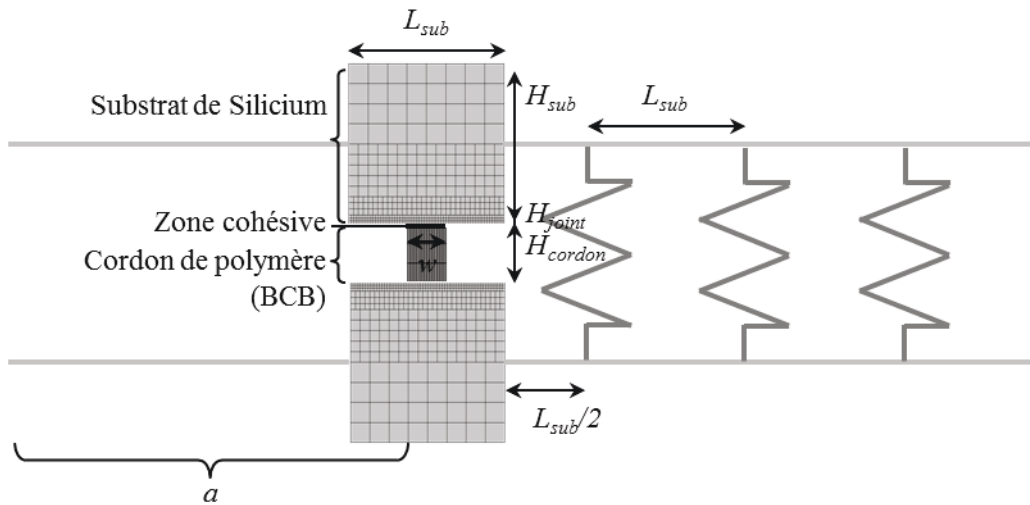 L_sub
Substrat de Silicium
H_sub
L_sub
Zone cohésive
H_joint
Cordon de polymère
(BCB)
w
H_cordon
L_sub/2
a